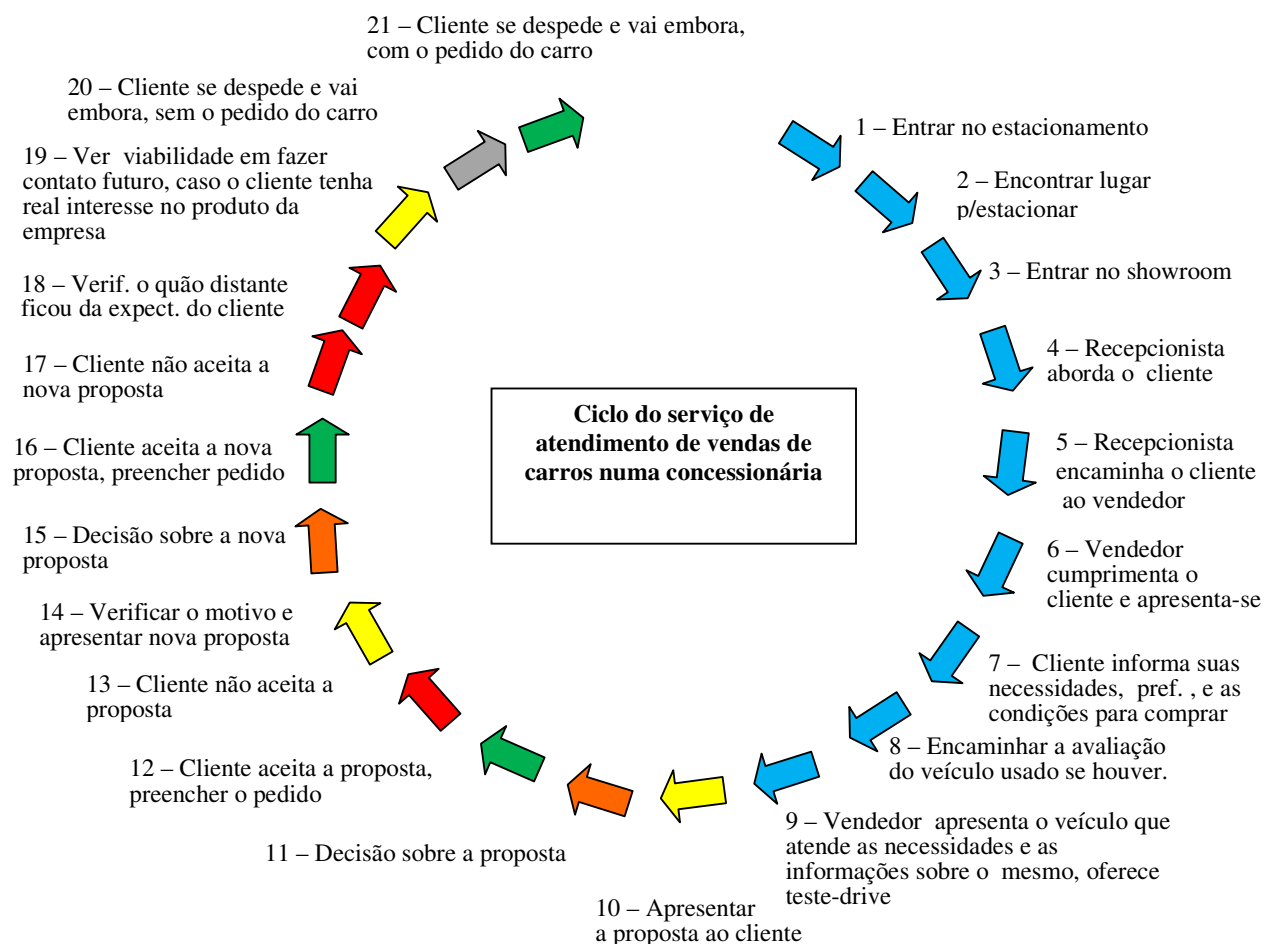 21 – Cliente se despede e vai embora,
com o pedido do carro
20 – Cliente se despede e vai
embora, sem o pedido do carro
19 – Ver  viabilidade em fazer
contato futuro, caso o cliente tenha
real interesse no produto da
empresa
18 – Verif. o quão distante
ficou da expect. do cliente
17 – Cliente não aceita a
nova proposta
16 – Cliente aceita a nova
proposta, preencher pedido
15 – Decisão sobre a nova
proposta
14 – Verificar o motivo e
apresentar nova proposta
13 – Cliente não aceita a
proposta
12 – Cliente aceita a proposta,
preencher o pedido
11 – Decisão sobre a proposta
10 – Apresentar
a proposta ao cliente
Ciclo do serviço de
atendimento de vendas de
carros numa concessionária
1 – Entrar no estacionamento
2 – Encontrar lugar
p/estacionar
3 – Entrar no showroom
4 – Recepcionista
aborda o  cliente
5 – Recepcionista
encaminha o cliente
ao vendedor
6 – Vendedor
cumprimenta o
cliente e apresenta-se
7 –  Cliente informa suas
necessidades,  pref. , e as
condições para comprar
8 – Encaminhar a avaliação
do veículo usado se houver.
9 – Vendedor  apresenta o veículo que
atende as necessidades e as
informações sobre o  mesmo, oferece
teste-drive